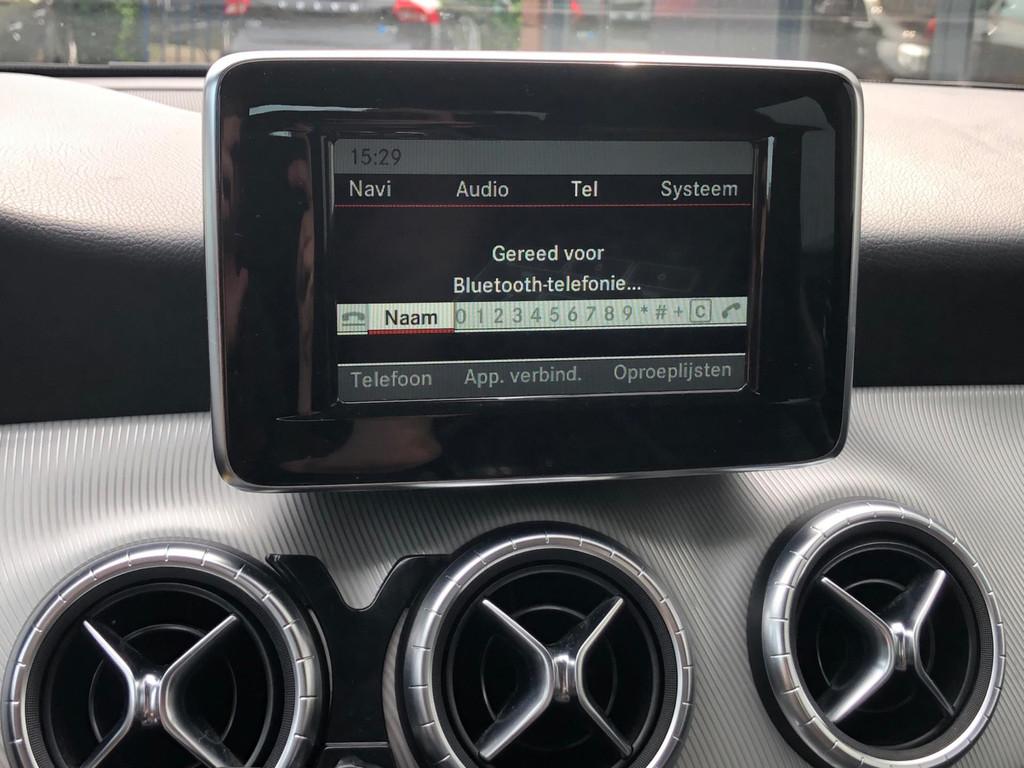 15:29
Navi Audio Tel Systeem
Gereed voor
Bluetooth-telefonie...
Naam 0 1 2 3 4 5 6 7 8 9 * # + C
Telefoon App. verbind. Oproeplijsten